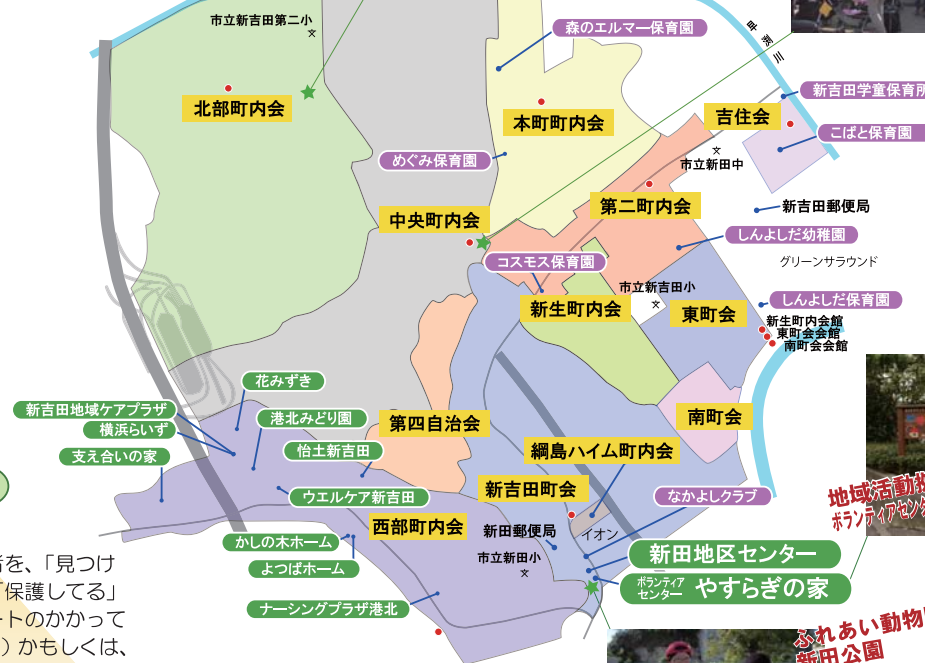 市立新吉田第二小
森のエルマー保育園
早渕川
新吉田学童保育所
北部町内会
本町町内会
吉住会
こばと保育園
めぐみ保育園
市立新田中
中央町内会
第二町内会
新吉田郵便局
しんよしだ幼稚園
コスモス保育園
グリーンサラウンド
市立新吉田小
新生町内会
東町会
しんよしだ保育園
新生町内会館
東町会会館
南町会会館
花みずき
新吉田地域ケアプラザ
港北みどり園
第四自治会
南町会
横浜らいず
怡土新吉田
綱島ハイム町内会
支え合いの家
新吉田町会
ウエルケア新吉田
なかよしクラブ
地域活動
ボランティアセン
西部町内会
新田郵便局
イオン
かしの木ホーム
市立新田小
新田地区センター
よつばホーム
ボランティア
センター やすらぎの家
ナーシングプラザ港北
者を、「見つけ
「保護してる」
ートのかかって
）かもしくは、
ふれあい動物
新田公園